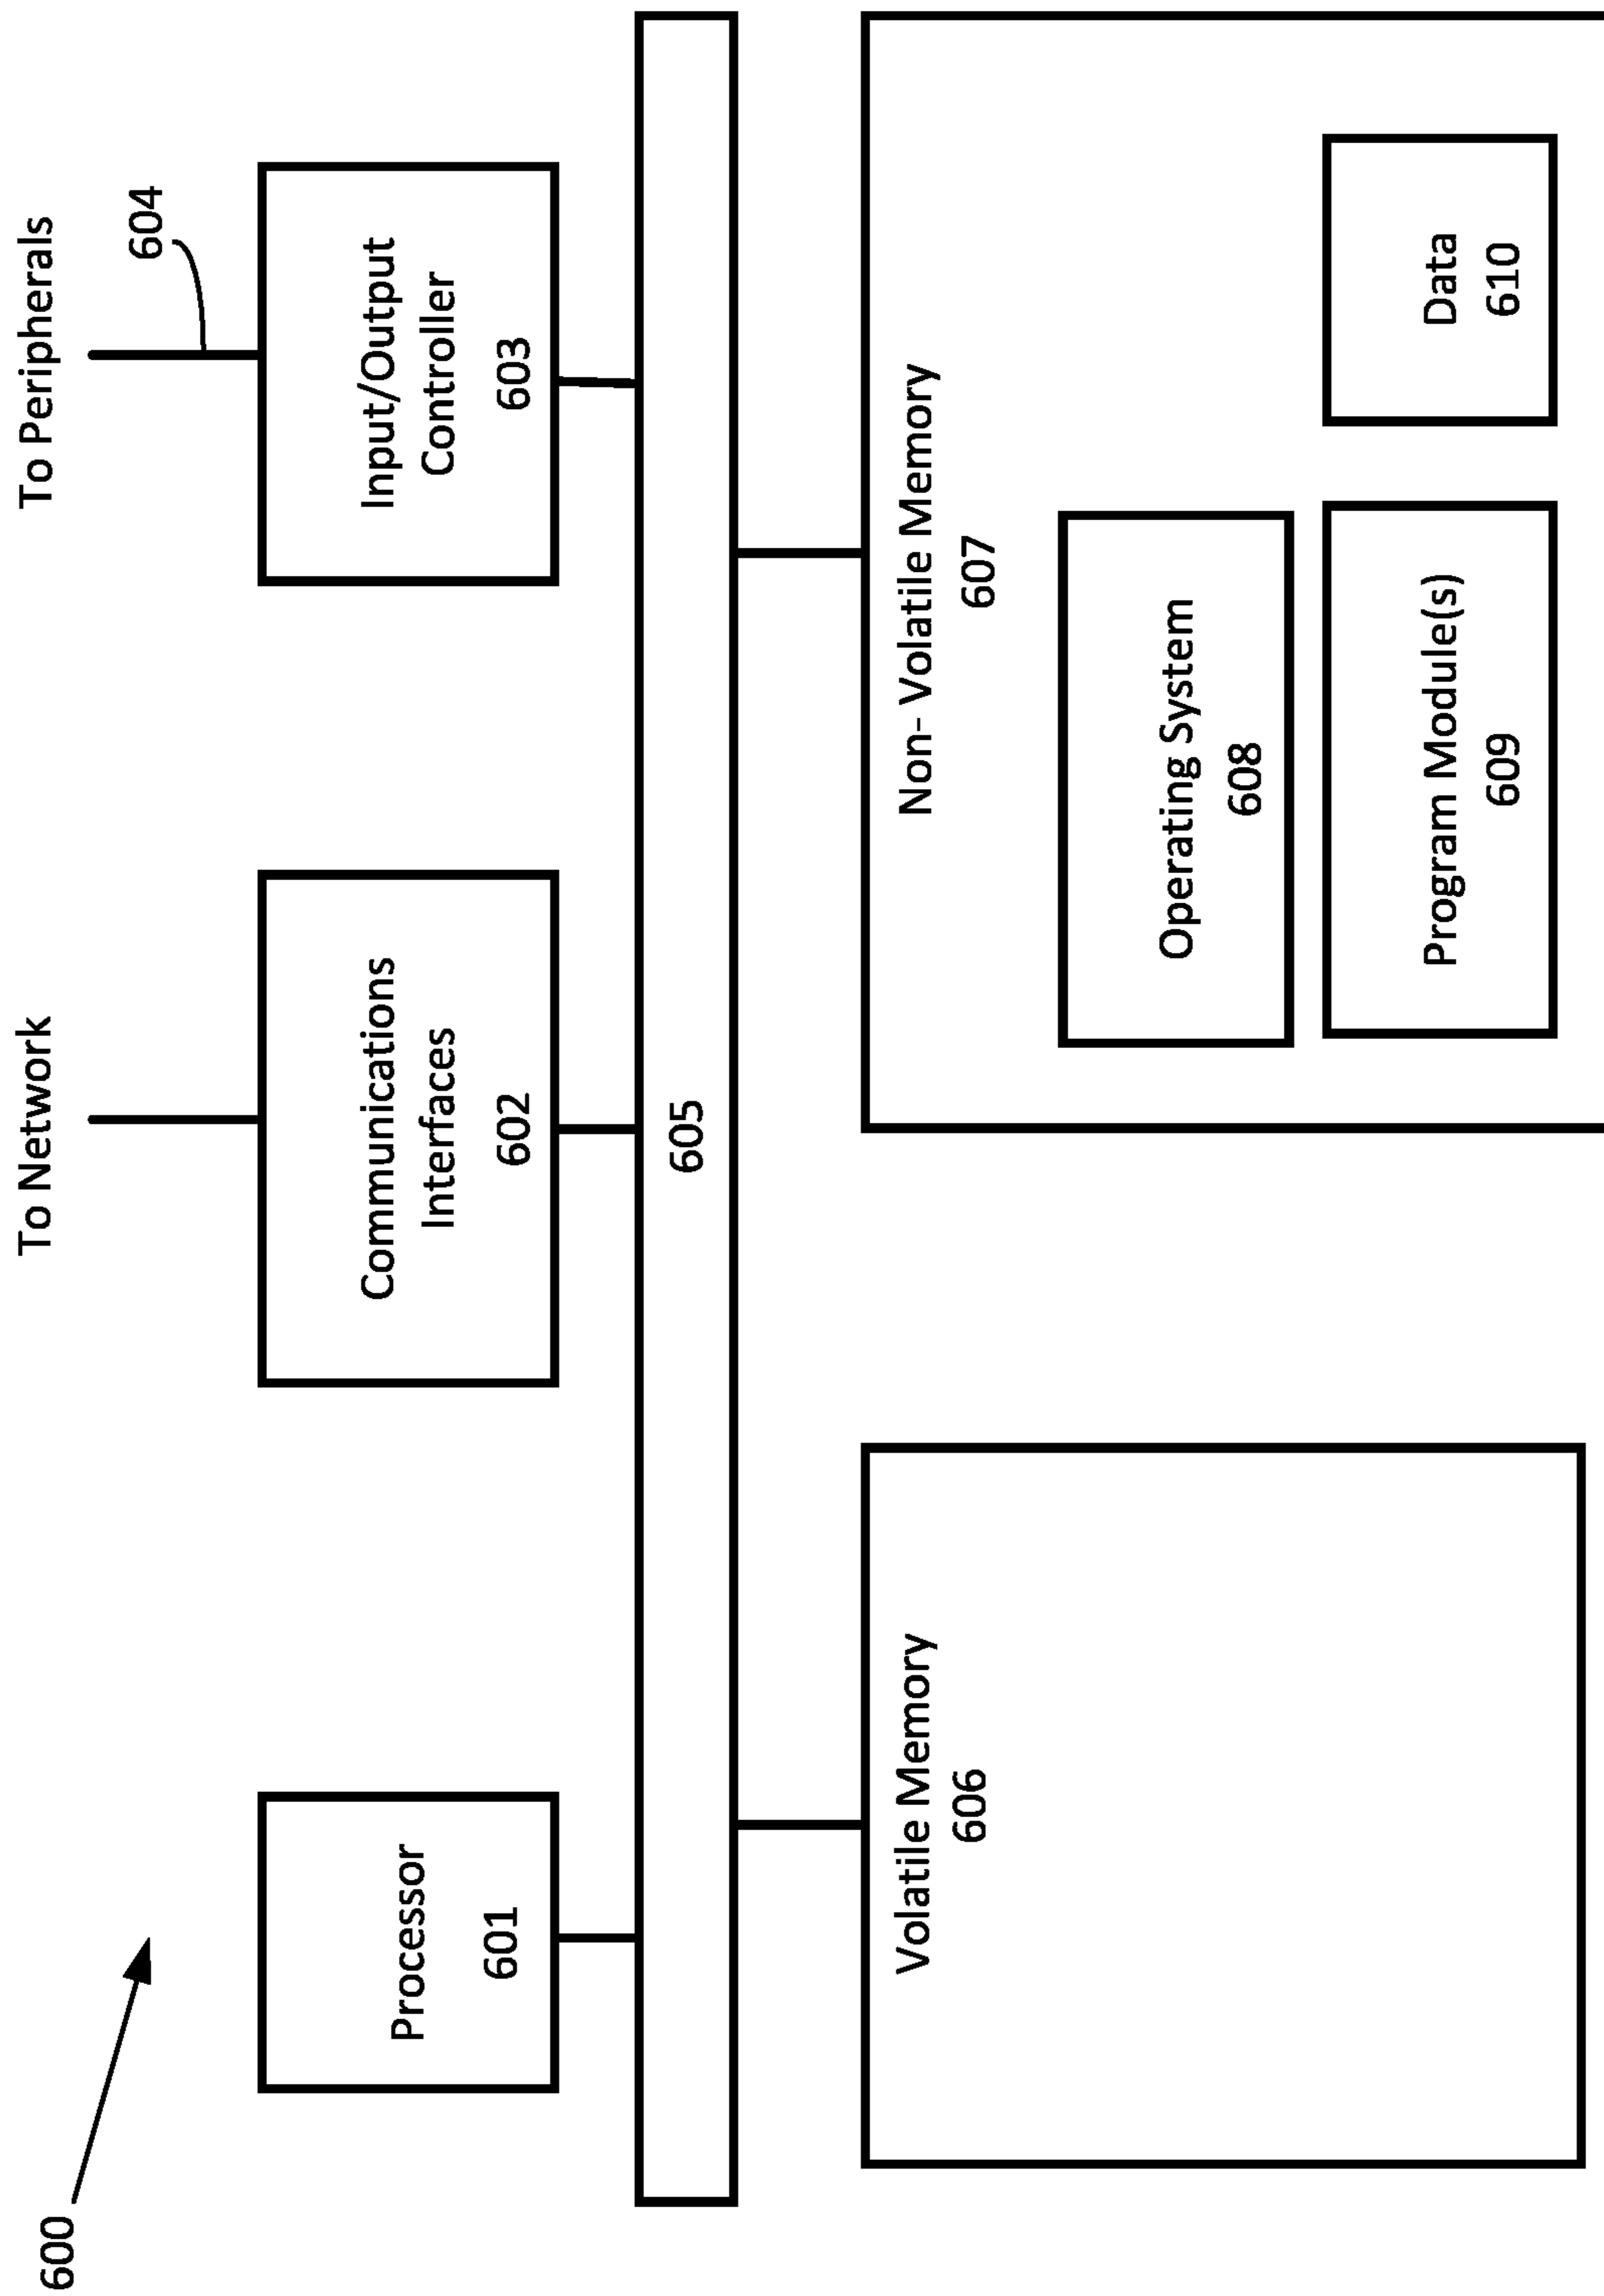 600
To Network
To Peripherals
604
Processor
601
Communications
Interfaces
602
Input/Output
Controller
603
605
Volatile Memory
606
Non- Volatile Memory
607
Operating System
608
Program Module(s)
609
Data
610